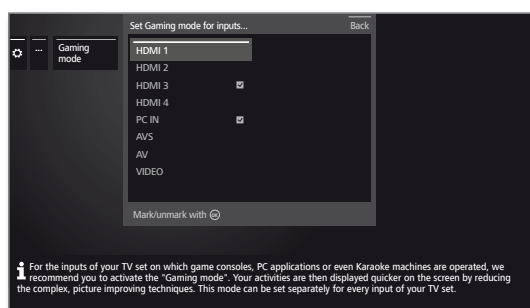 Set Gaming mode for inputs... Back
... Gaming
mode
HDMI 1
HDMI 2
HDMI 3
HDMI 4
PC IN
AVS
AV
VIDEO
Mark/unmark with OK
For the inputs of your TV set on which game consoles, PC applications or even Karaoke machines are operated, we
recommend you to activate the "Gaming mode". Your activities are then displayed quicker on the screen by reducing
the complex, picture improving techniques. This mode can be set separately for every input of your TV set.